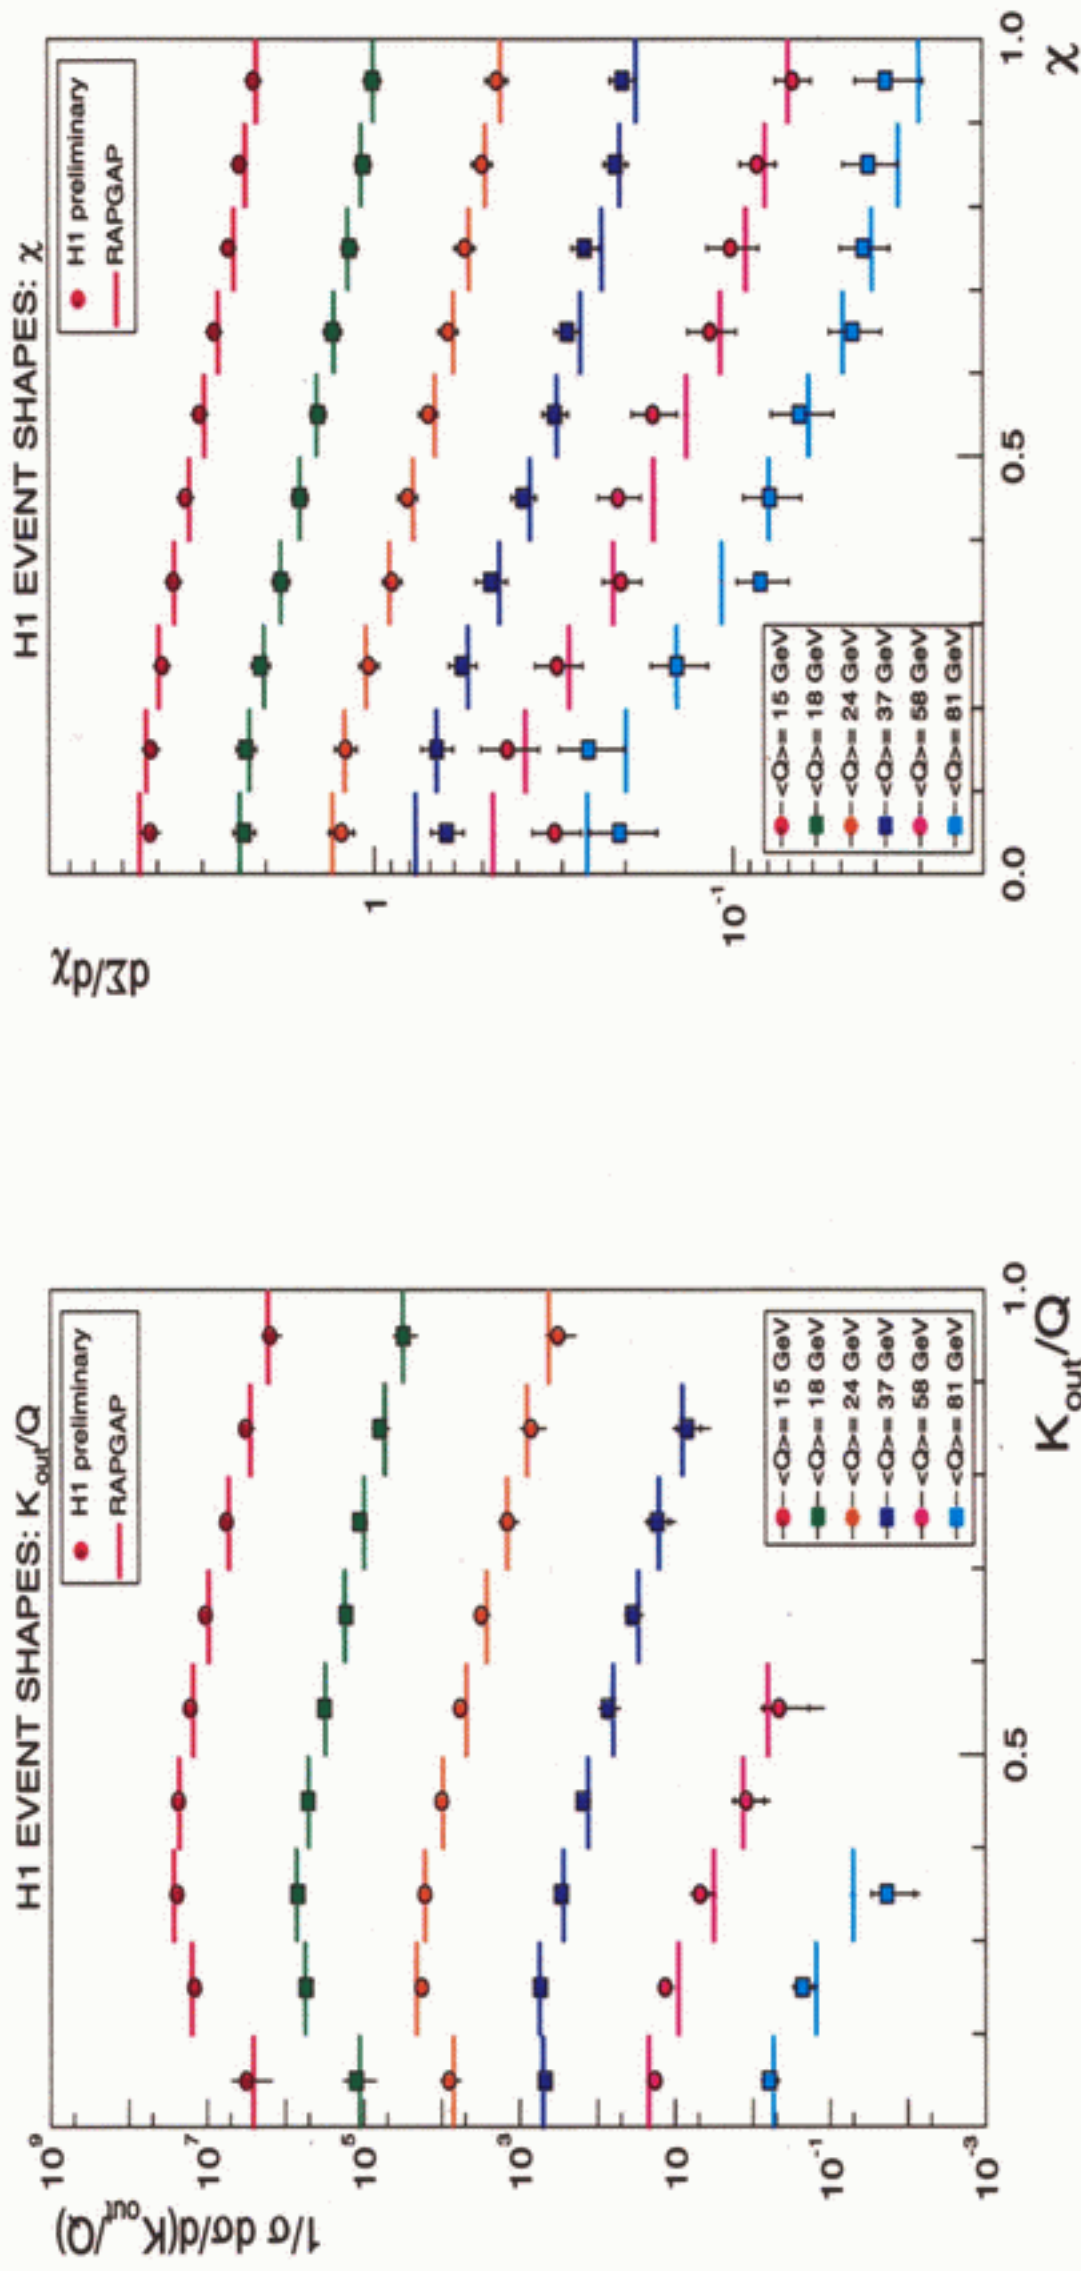 H1 EVENT SHAPES: K_out/Q
1/σ dσ/d(K_out/Q)
10^9
10^7
10^5
10^3
10
10^-1
10^-3
H1 preliminary
RAPGAP
<Q>= 15 GeV
<Q>= 18 GeV
<Q>= 24 GeV
<Q>= 37 GeV
<Q>= 58 GeV
<Q>= 81 GeV
0.5
1.0
K_out/Q
H1 EVENT SHAPES: χ
dΣ/dχ
1
10^-1
H1 preliminary
RAPGAP
<Q>= 15 GeV
<Q>= 18 GeV
<Q>= 24 GeV
<Q>= 37 GeV
<Q>= 58 GeV
<Q>= 81 GeV
0.0
0.5
1.0
χ